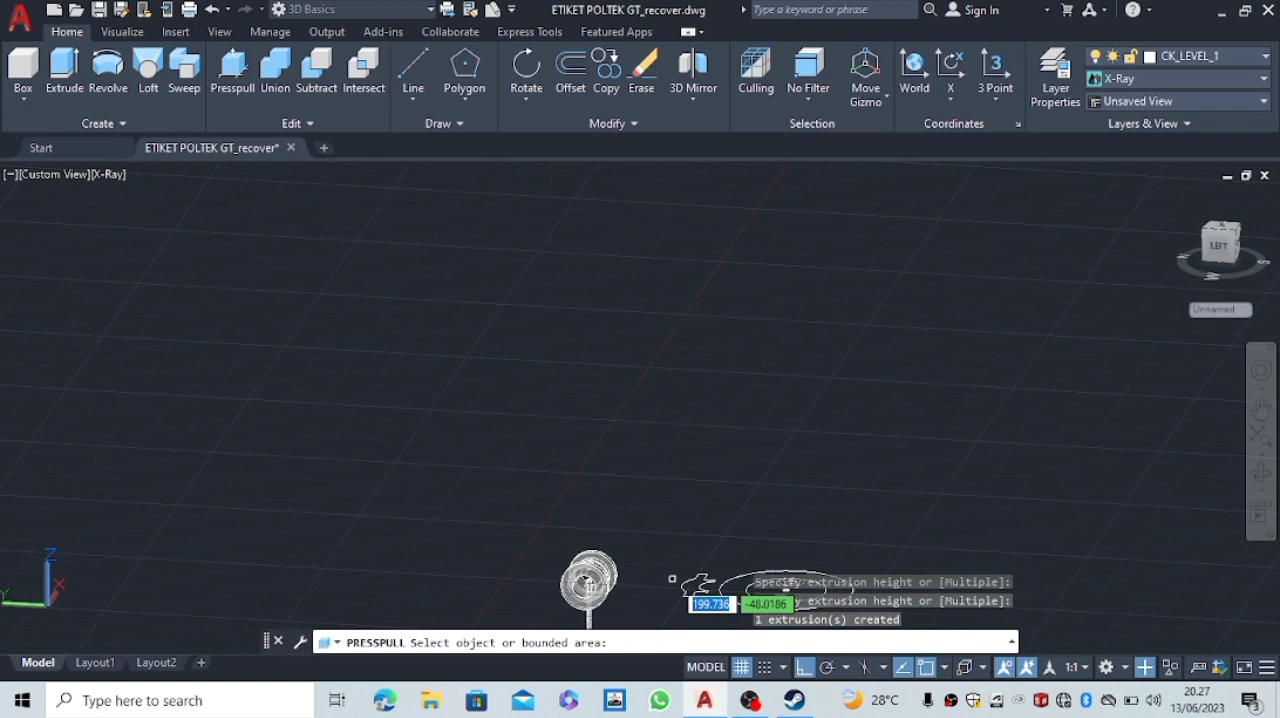 3D Basics
ETIKET POLTEK GT_recover.dwg
Type a keyword or phrase
Sign In
Home
Visualize
Insert
View
Manage
Output
Add-ins
Collaborate
Express Tools
Featured Apps
Box
Extrude
Revolve
Loft
Sweep
Presspull
Union
Subtract
Intersect
Line
Polygon
Rotate
Offset
Copy
Erase
3D Mirror
Culling
No Filter
Move Gizmo
World
X
3 Point
Layer Properties
CK_LEVEL_1
X-Ray
Unsaved View
Create
Edit
Draw
Modify
Selection
Coordinates
Layers & View
Start
ETIKET POLTEK GT_recover*
[−][Custom View][X-Ray]
LEFT
Unnamed
Z
X
Y
Specify extrusion height or [Multiple]:
199.736
-48.0186
y extrusion height or [Multiple]:
1 extrusion(s) created
PRESSPULL Select object or bounded area:
Model
Layout1
Layout2
MODEL
1:1
Type here to search
28°C
20.27
13/06/2023
3